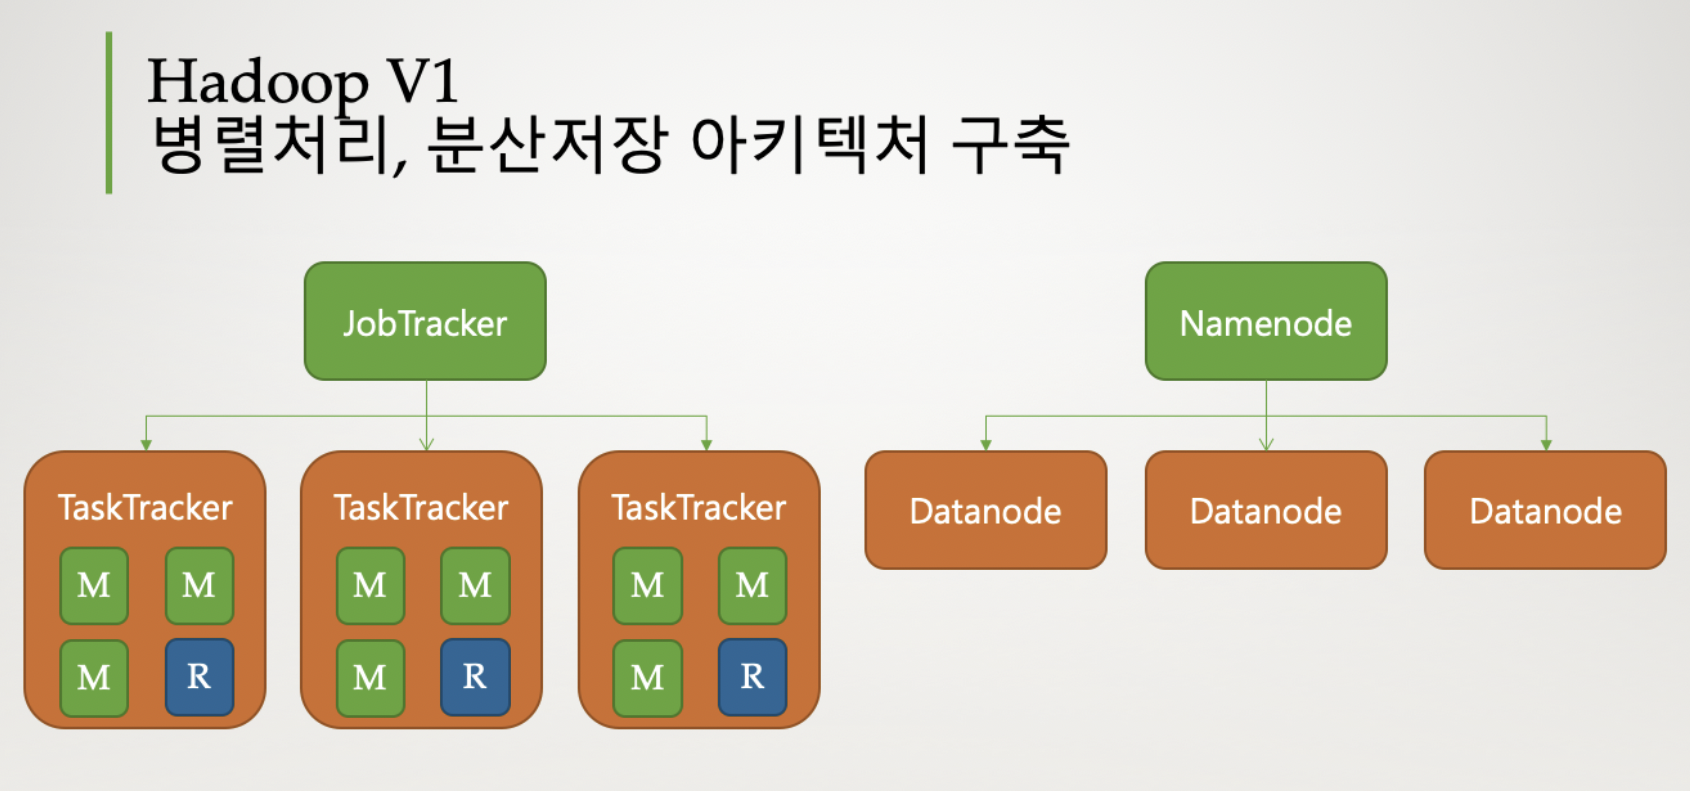 Hadoop V1
병렬처리, 분산저장 아키텍처 구축
JobTracker
TaskTracker
M M
M R
TaskTracker
M M
M R
TaskTracker
M M
M R
Namenode
Datanode
Datanode
Datanode